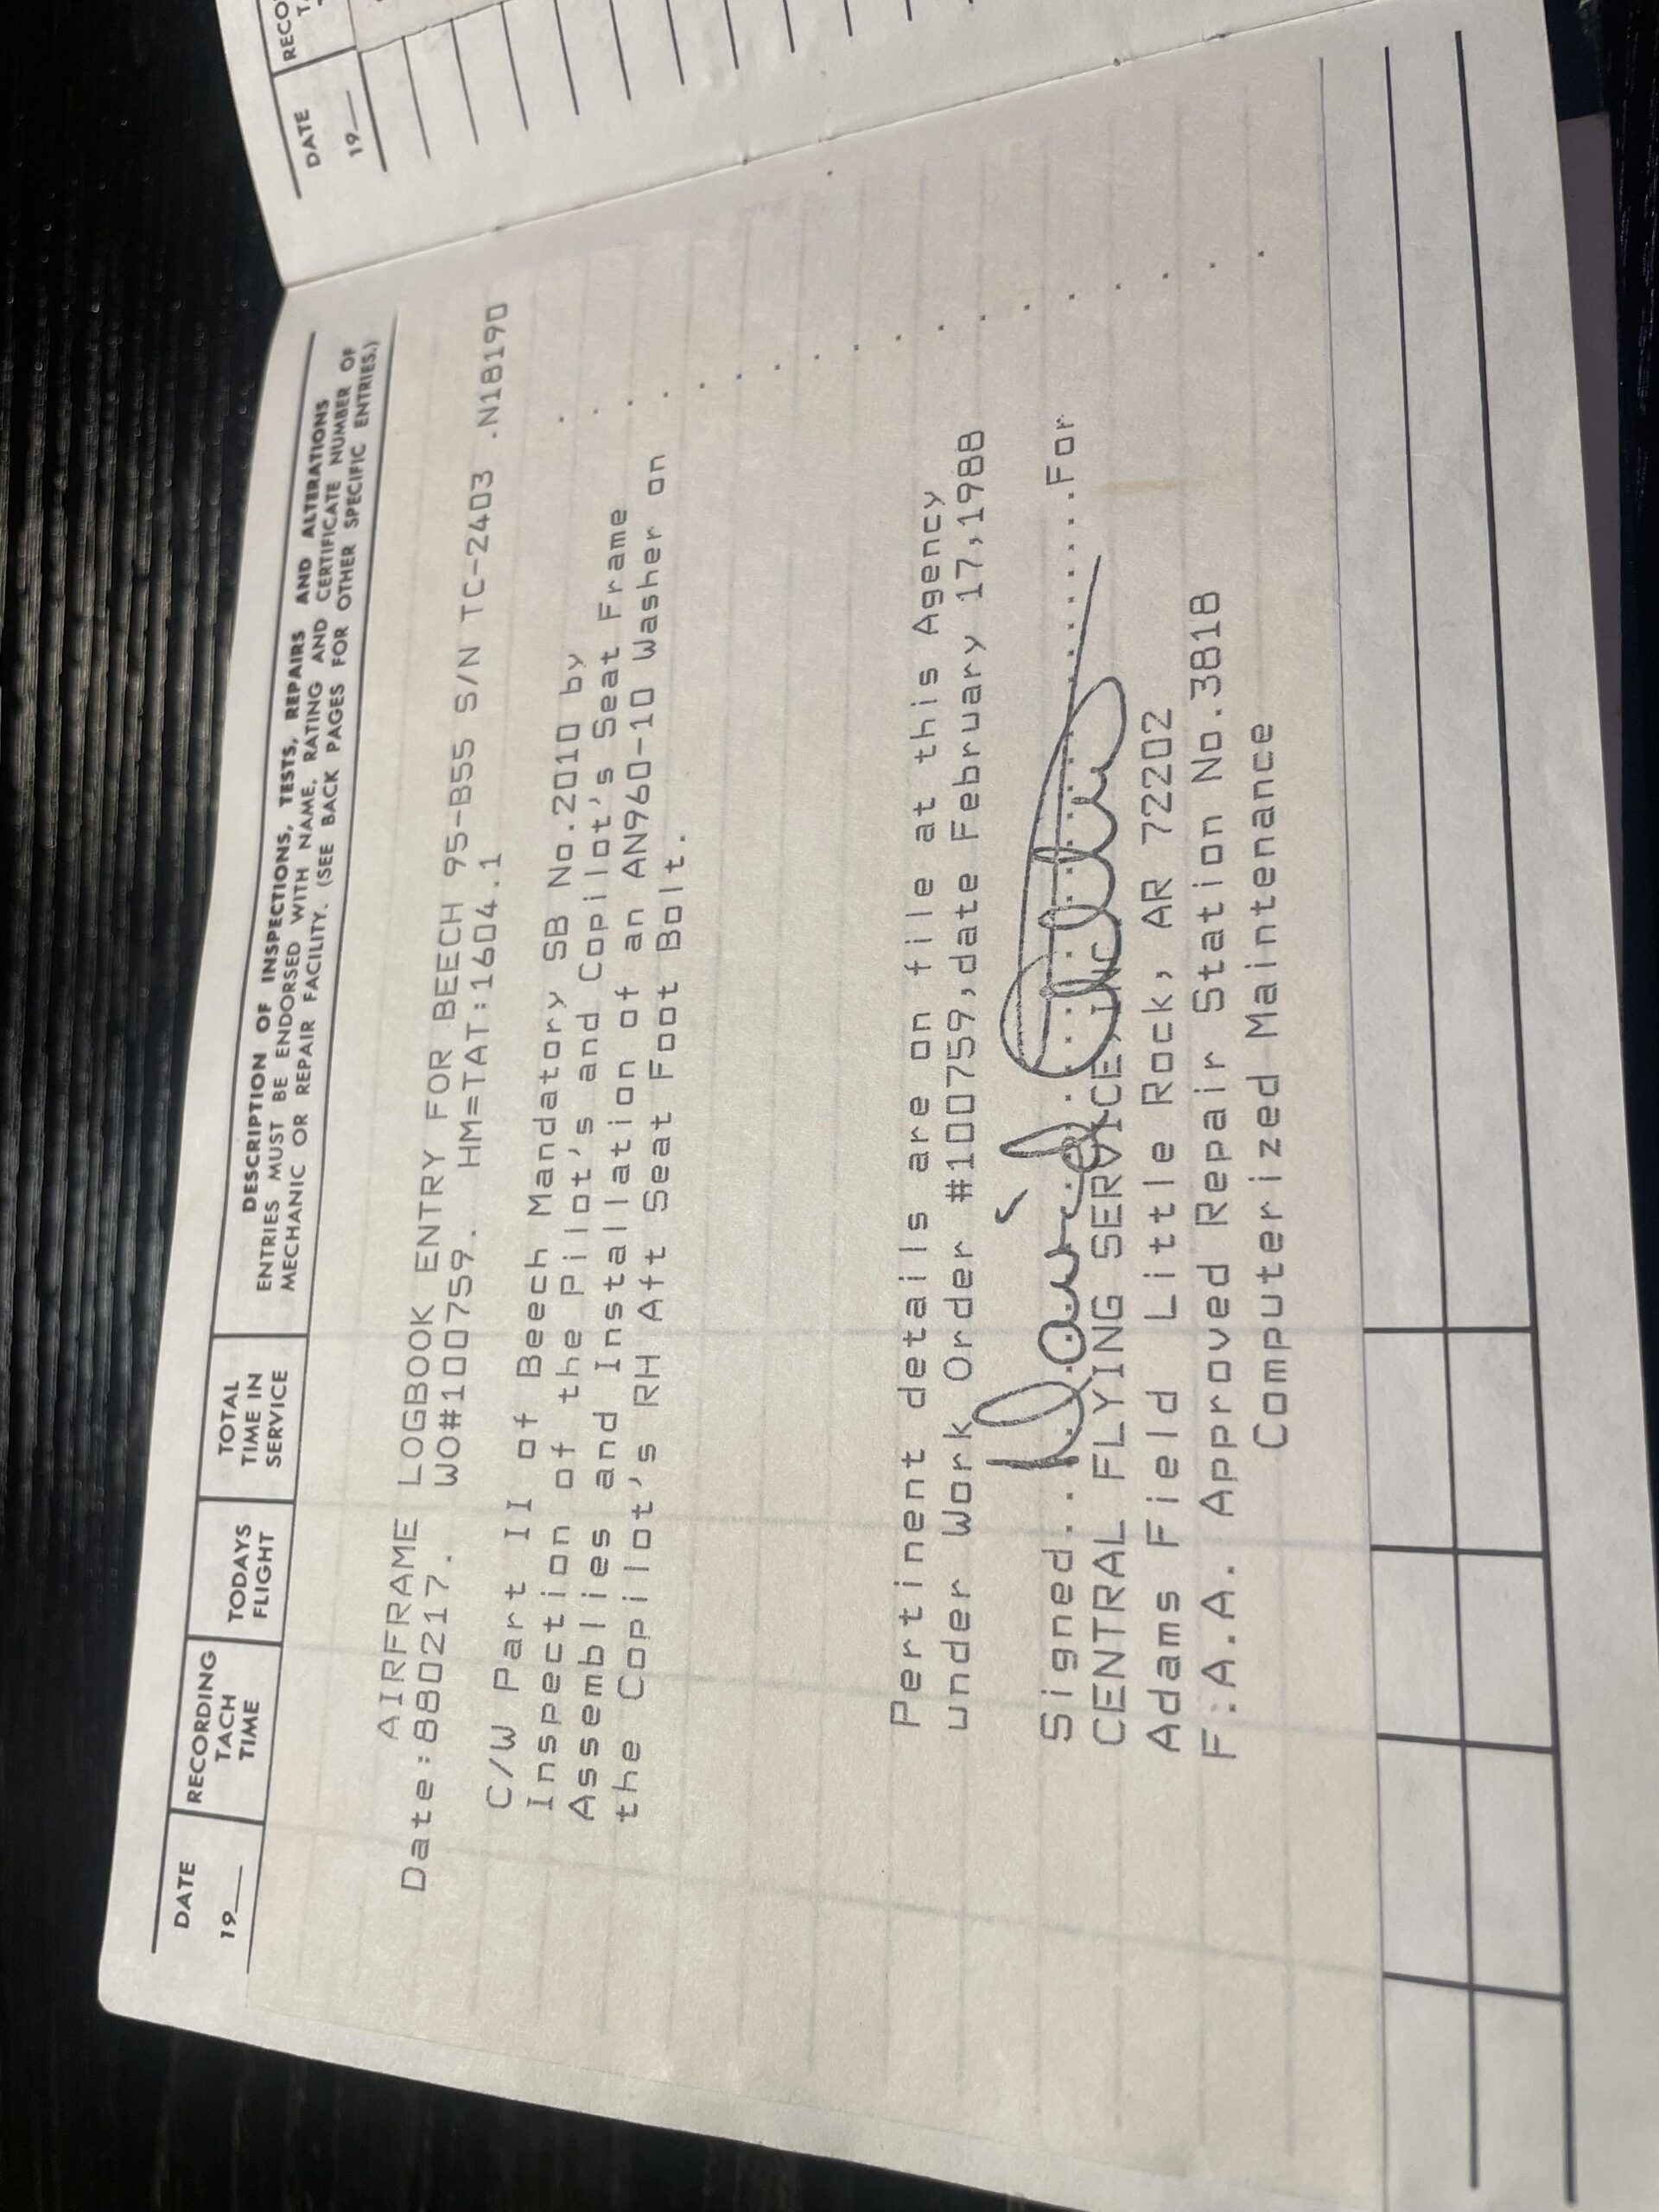 DATE
19__
RECORDING
TACH
TIME
TODAYS
FLIGHT
TOTAL
TIME IN
SERVICE
DESCRIPTION OF INSPECTIONS, TESTS, REPAIRS AND ALTERATIONS
ENTRIES MUST BE ENDORSED WITH NAME, RATING AND CERTIFICATE NUMBER OF
MECHANIC OR REPAIR FACILITY. (SEE BACK PAGES FOR OTHER SPECIFIC ENTRIES.)
AIRFRAME LOGBOOK ENTRY FOR BEECH 95-B55 S/N TC-2403 .N18190
Date:880217. WO#100759. HM=TAT:1604.1
C/W Part II of Beech Mandatory SB No.2010 by
Inspection of the Pilot's and Copilot's Seat Frame
Assemblies and Installation of an AN960-10 Washer on
the Copilot's RH Aft Seat Foot Bolt.
Pertinent details are on file at this Agency
under Work Order #100759,date February 17,1988
Signed.. David ........For
CENTRAL FLYING SERVICE,INC
Adams Field Little Rock, AR 72202
F.A.A. Approved Repair Station No.3818
Computerized Maintenance
DATE
19__